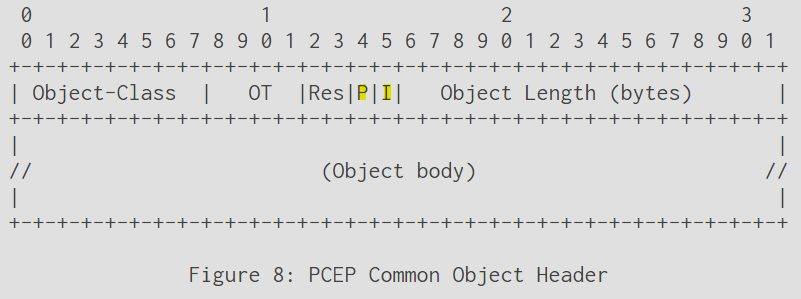 0                   1                   2                   3
 0 1 2 3 4 5 6 7 8 9 0 1 2 3 4 5 6 7 8 9 0 1 2 3 4 5 6 7 8 9 0 1
+-+-+-+-+-+-+-+-+-+-+-+-+-+-+-+-+-+-+-+-+-+-+-+-+-+-+-+-+-+-+-+-+
| Object-Class  |   OT  |Res|P|I|   Object Length (bytes)       |
+-+-+-+-+-+-+-+-+-+-+-+-+-+-+-+-+-+-+-+-+-+-+-+-+-+-+-+-+-+-+-+-+
|                                                               |
//                        (Object body)                        //
|                                                               |
+-+-+-+-+-+-+-+-+-+-+-+-+-+-+-+-+-+-+-+-+-+-+-+-+-+-+-+-+-+-+-+-+
               Figure 8: PCEP Common Object Header